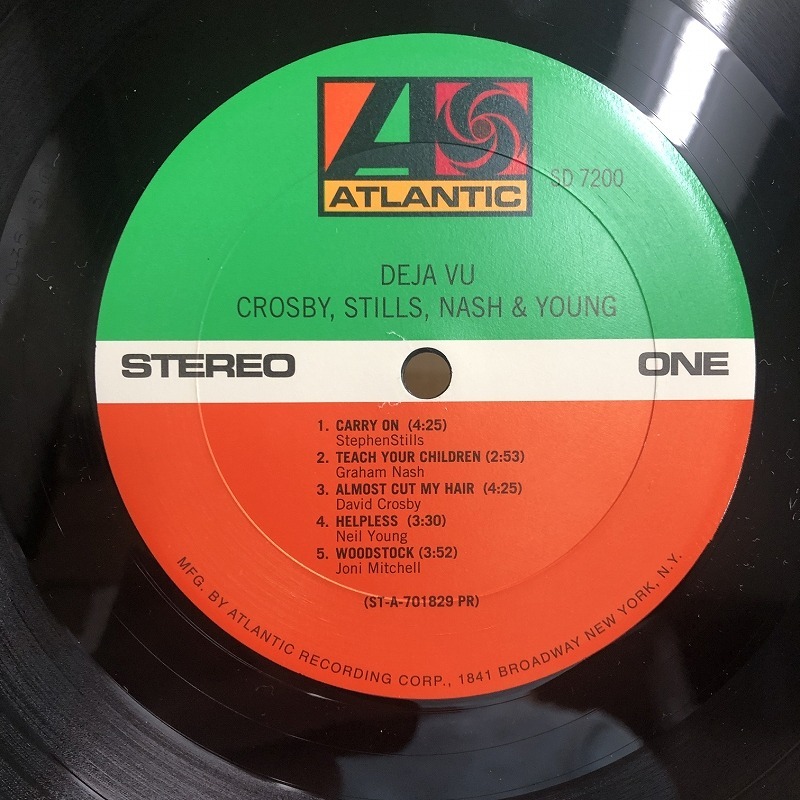 ATLANTIC
SD 7200
DEJA VU
CROSBY, STILLS, NASH & YOUNG
STEREO ONE
1. CARRY ON (4:25)
StephenStills
2. TEACH YOUR CHILDREN (2:53)
Graham Nash
3. ALMOST CUT MY HAIR (4:25)
David Crosby
4. HELPLESS (3:30)
Neil Young
5. WOODSTOCK (3:52)
Joni Mitchell
(ST-A-701829 PR)
MFG. BY ATLANTIC RECORDING CORP., 1841 BROADWAY NEW YORK, N.Y.